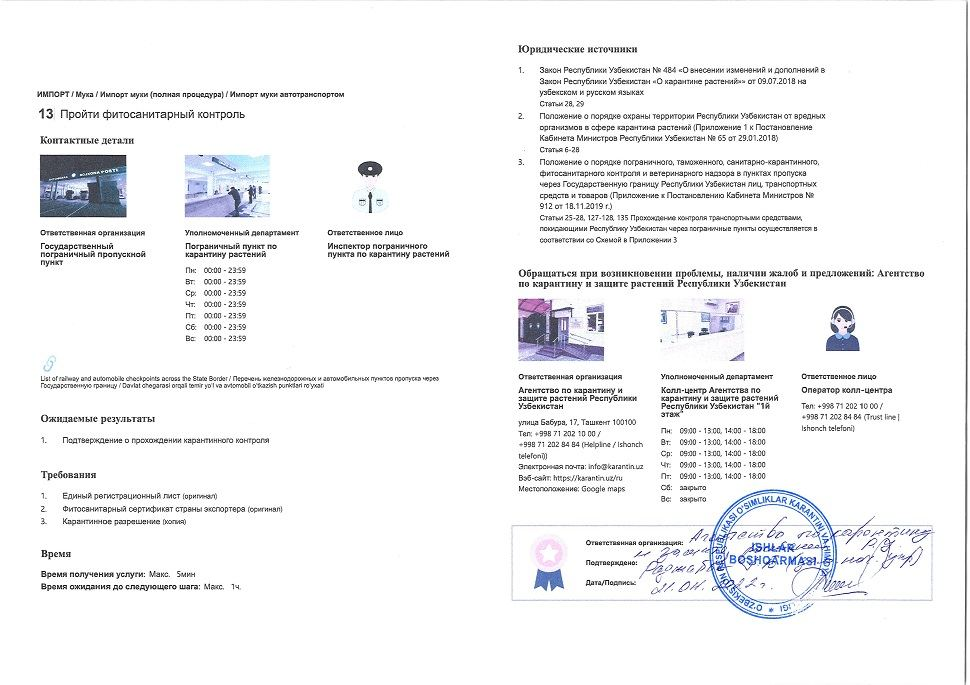 ИМПОРТ / Мука / Импорт муки (полная процедура) / Импорт муки автотранспортом
13 Пройти фитосанитарный контроль
Контактные детали
BOJXONA POSTI
Ответственная организация
Государственный
пограничный пропускной
пункт
Уполномоченный департамент
Пограничный пункт по
карантину растений
Пн: 00:00 - 23:59
Вт: 00:00 - 23:59
Ср: 00:00 - 23:59
Чт: 00:00 - 23:59
Пт: 00:00 - 23:59
Сб: 00:00 - 23:59
Вс: 00:00 - 23:59
Ответственное лицо
Инспектор пограничного
пункта по карантину растений
List of railway and automobile checkpoints across the State Border / Перечень железнодорожных и автомобильных пунктов пропуска через
Государственную границу / Davlat chegarasi orqali temir yo'l va avtomobil o'tkazish punktlari re'yxati
Ожидаемые результаты
1. Подтверждение о прохождении карантинного контроля
Требования
1. Единый регистрационный лист (оригинал)
2. Фитосанитарный сертификат страны экспортера (оригинал)
3. Карантинное разрешение (копия)
Время
Время получения услуги: Макс. 5мин
Время ожидания до следующего шага: Макс. 1ч.
Юридические источники
1. Закон Республики Узбекистан № 484 «О внесении изменений и дополнений в
Закон Республики Узбекистан «О карантине растений»» от 09.07.2018 на
узбекском и русском языках
Статьи 28, 29
2. Положение о порядке охраны территории Республики Узбекистан от вредных
организмов в сфере карантина растений (Приложение 1 к Постановление
Кабинета Министров Республики Узбекистан № 65 от 29.01.2018)
Статья 6-28
3. Положение о порядке пограничного, таможенного, санитарно-карантинного,
фитосанитарного контроля и ветеринарного надзора в пунктах пропуска
через Государственную границу Республики Узбекистан лиц, транспортных
средств и товаров (Приложение к Постановлению Кабинета Министров №
912 от 18.11.2019 г.)
Статьи 25-28, 127-128, 135 Прохождение контроля транспортными средствами,
покидающими Республику Узбекистан через пограничные пункты осуществляется в
соответствии со Схемой в Приложении 3
Обращаться при возникновении проблемы, наличии жалоб и предложений: Агентство
по карантину и защите растений Республики Узбекистан
Ответственная организация
Агентство по карантину и
защите растений Республики
Узбекистан
улица Бабура, 17, Ташкент 100100
Тел: +998 71 202 10 00 /
+998 71 202 84 84 (Helpline / Ishonch
telefoni))
Электронная почта: info@karantin.uz
Вэб-сайт: https://karantin.uz/ru
Местоположение: Google maps
Уполномоченный департамент
Колл-центр Агентства по
карантину и защите растений
Республики Узбекистан "1й
этаж"
Пн: 09:00 - 13:00, 14:00 - 18:00
Вт: 09:00 - 13:00, 14:00 - 18:00
Ср: 09:00 - 13:00, 14:00 - 18:00
Чт: 09:00 - 13:00, 14:00 - 18:00
Пт: 09:00 - 13:00, 14:00 - 18:00
Сб: закрыто
Вс: закрыто
Ответственное лицо
Оператор колл-центра
Тел: +998 71 202 10 00 /
+998 71 202 84 84 (Trust line |
Ishonch telefoni)
Ответственная организация: Агентство по карантину
и защите растений Р.У.
Подтверждено:
Дата/Подпись: 21.04.2022г.
ISHLAR
BOSHQARMASI